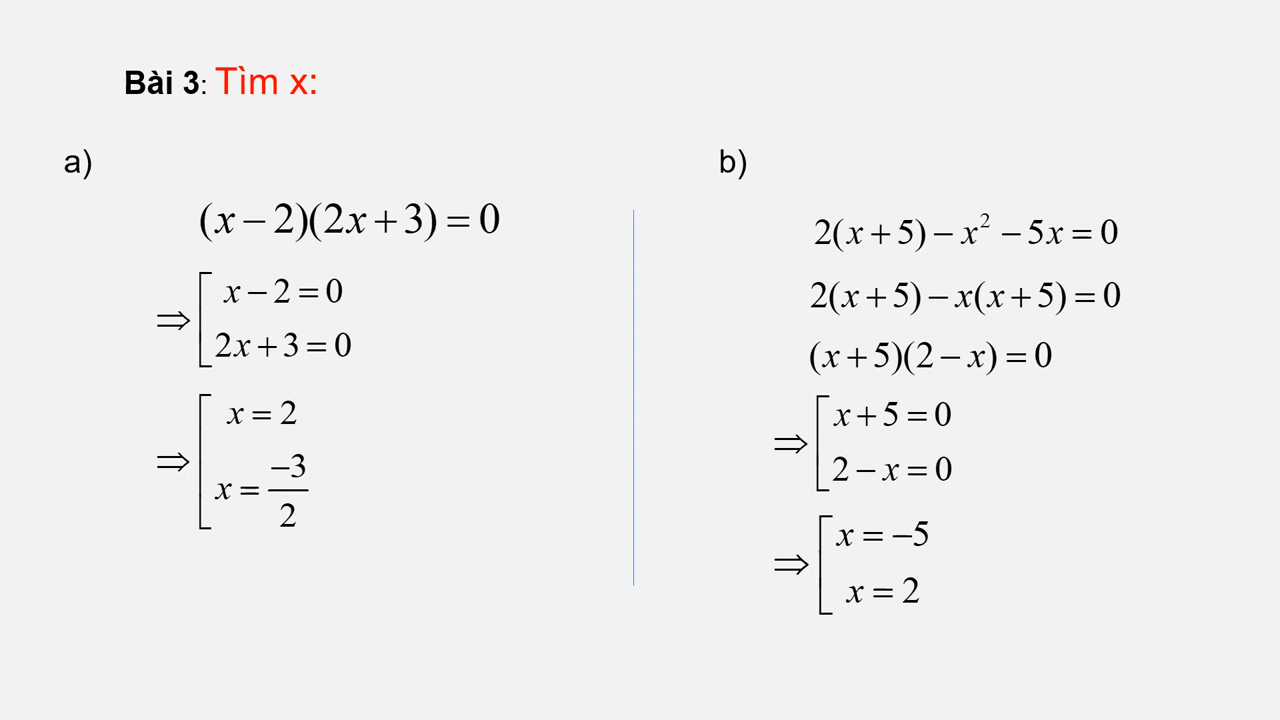 Bài 3: Tìm x:
a)
(x − 2)(2x + 3) = 0
⇒ [ x − 2 = 0
2x + 3 = 0
⇒ [ x = 2
x = −3/2
b)
2(x + 5) − x² − 5x = 0
2(x + 5) − x(x + 5) = 0
(x + 5)(2 − x) = 0
⇒ [ x + 5 = 0
2 − x = 0
⇒ [ x = −5
x = 2